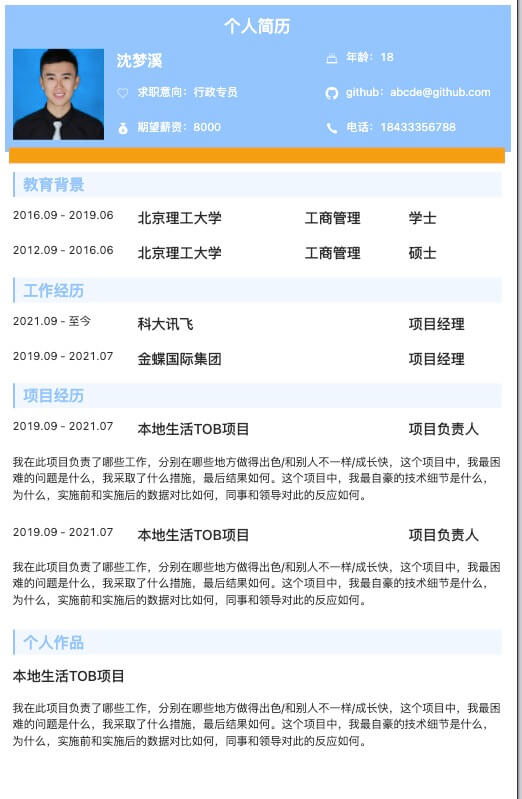 个人简历
沈梦溪
年龄：18
求职意向：行政专员
github：abcde@github.com
期望薪资：8000
电话：18433356788
教育背景
2016.09 - 2019.06 北京理工大学 工商管理 学士
2012.09 - 2016.06 北京理工大学 工商管理 硕士
工作经历
2021.09 - 至今 科大讯飞 项目经理
2019.09 - 2021.07 金蝶国际集团 项目经理
项目经历
2019.09 - 2021.07 本地生活TOB项目 项目负责人
我在此项目负责了哪些工作，分别在哪些地方做得出色/和别人不一样/成长快，这个项目中，我最困
难的问题是什么，我采取了什么措施，最后结果如何。这个项目中，我最自豪的技术细节是什么，
为什么，实施前和实施后的数据对比如何，同事和领导对此的反应如何。
2019.09 - 2021.07 本地生活TOB项目 项目负责人
我在此项目负责了哪些工作，分别在哪些地方做得出色/和别人不一样/成长快，这个项目中，我最困
难的问题是什么，我采取了什么措施，最后结果如何。这个项目中，我最自豪的技术细节是什么，
为什么，实施前和实施后的数据对比如何，同事和领导对此的反应如何。
个人作品
本地生活TOB项目
我在此项目负责了哪些工作，分别在哪些地方做得出色/和别人不一样/成长快，这个项目中，我最困
难的问题是什么，我采取了什么措施，最后结果如何。这个项目中，我最自豪的技术细节是什么，
为什么，实施前和实施后的数据对比如何，同事和领导对此的反应如何。